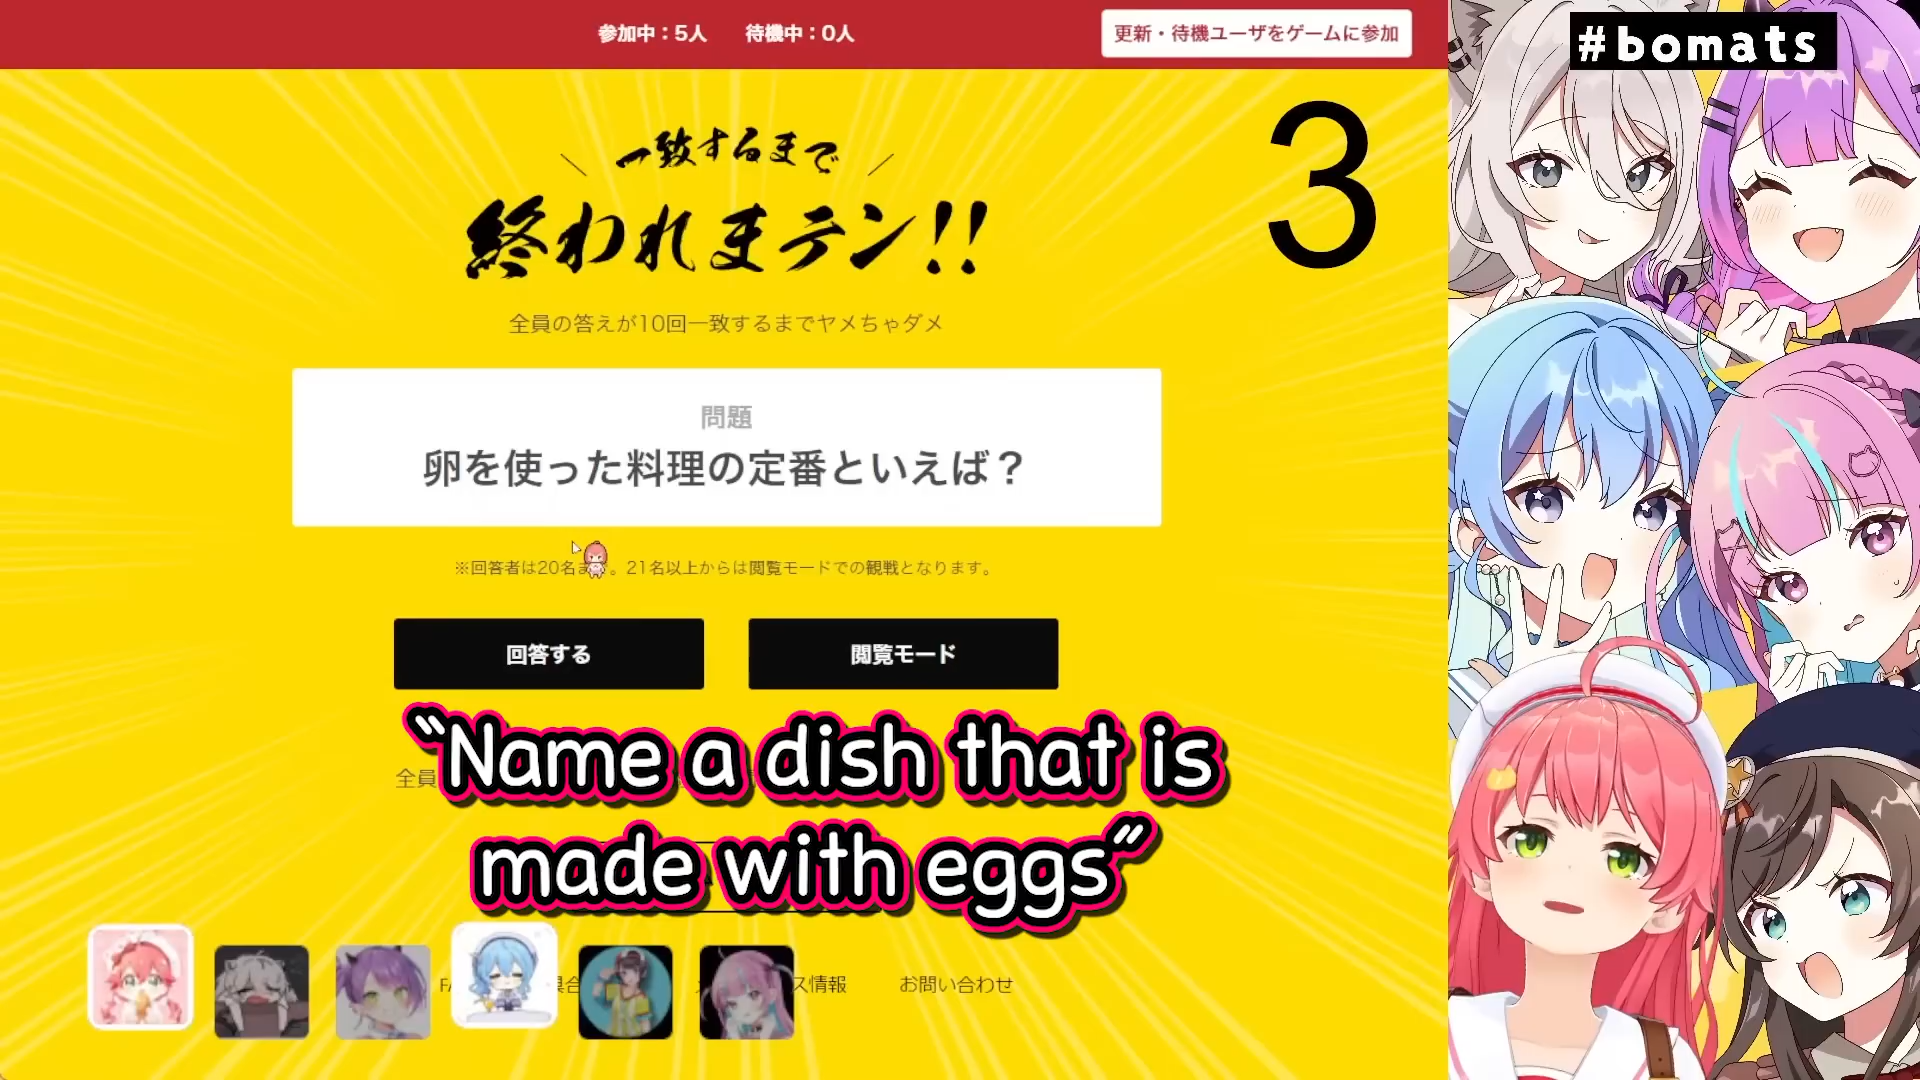 参加中：5人 待機中：0人 更新・待機ユーザをゲームに参加
#bomats
3
一致するまで
終われまテン!!
全員の答えが10回一致するまでヤメちゃダメ
問題
卵を使った料理の定番といえば？
※回答者は20名ま。21名以上からは閲覧モードでの観戦となります。
回答する 閲覧モード
全員
“Name a dish that is
made with eggs”
具合 ス情報 お問い合わせ